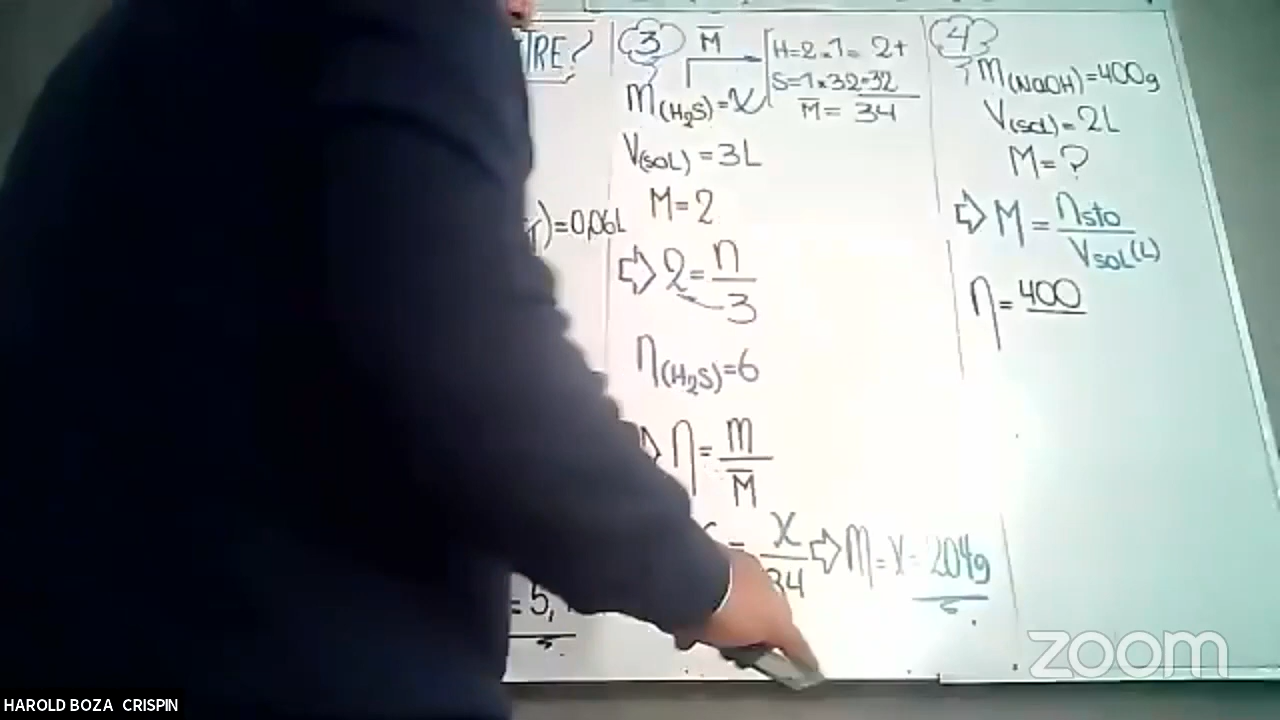 TRE?
)=0,06L
= 5,
3
M̅
H=2×1= 2+
S=1×32=32
M̅= 34
m(H₂S)=x
V(SOL)=3L
M=2
⇨ 2= n/3
n(H₂S)=6
n= m/M̅
= x/34 ⇨ m=x=204g
4
m(NaOH)=400g
V(SOL)=2L
M=?
⇨ M= nsto/VSOL(L)
n= 400
zoom
HAROLD BOZA CRISPIN